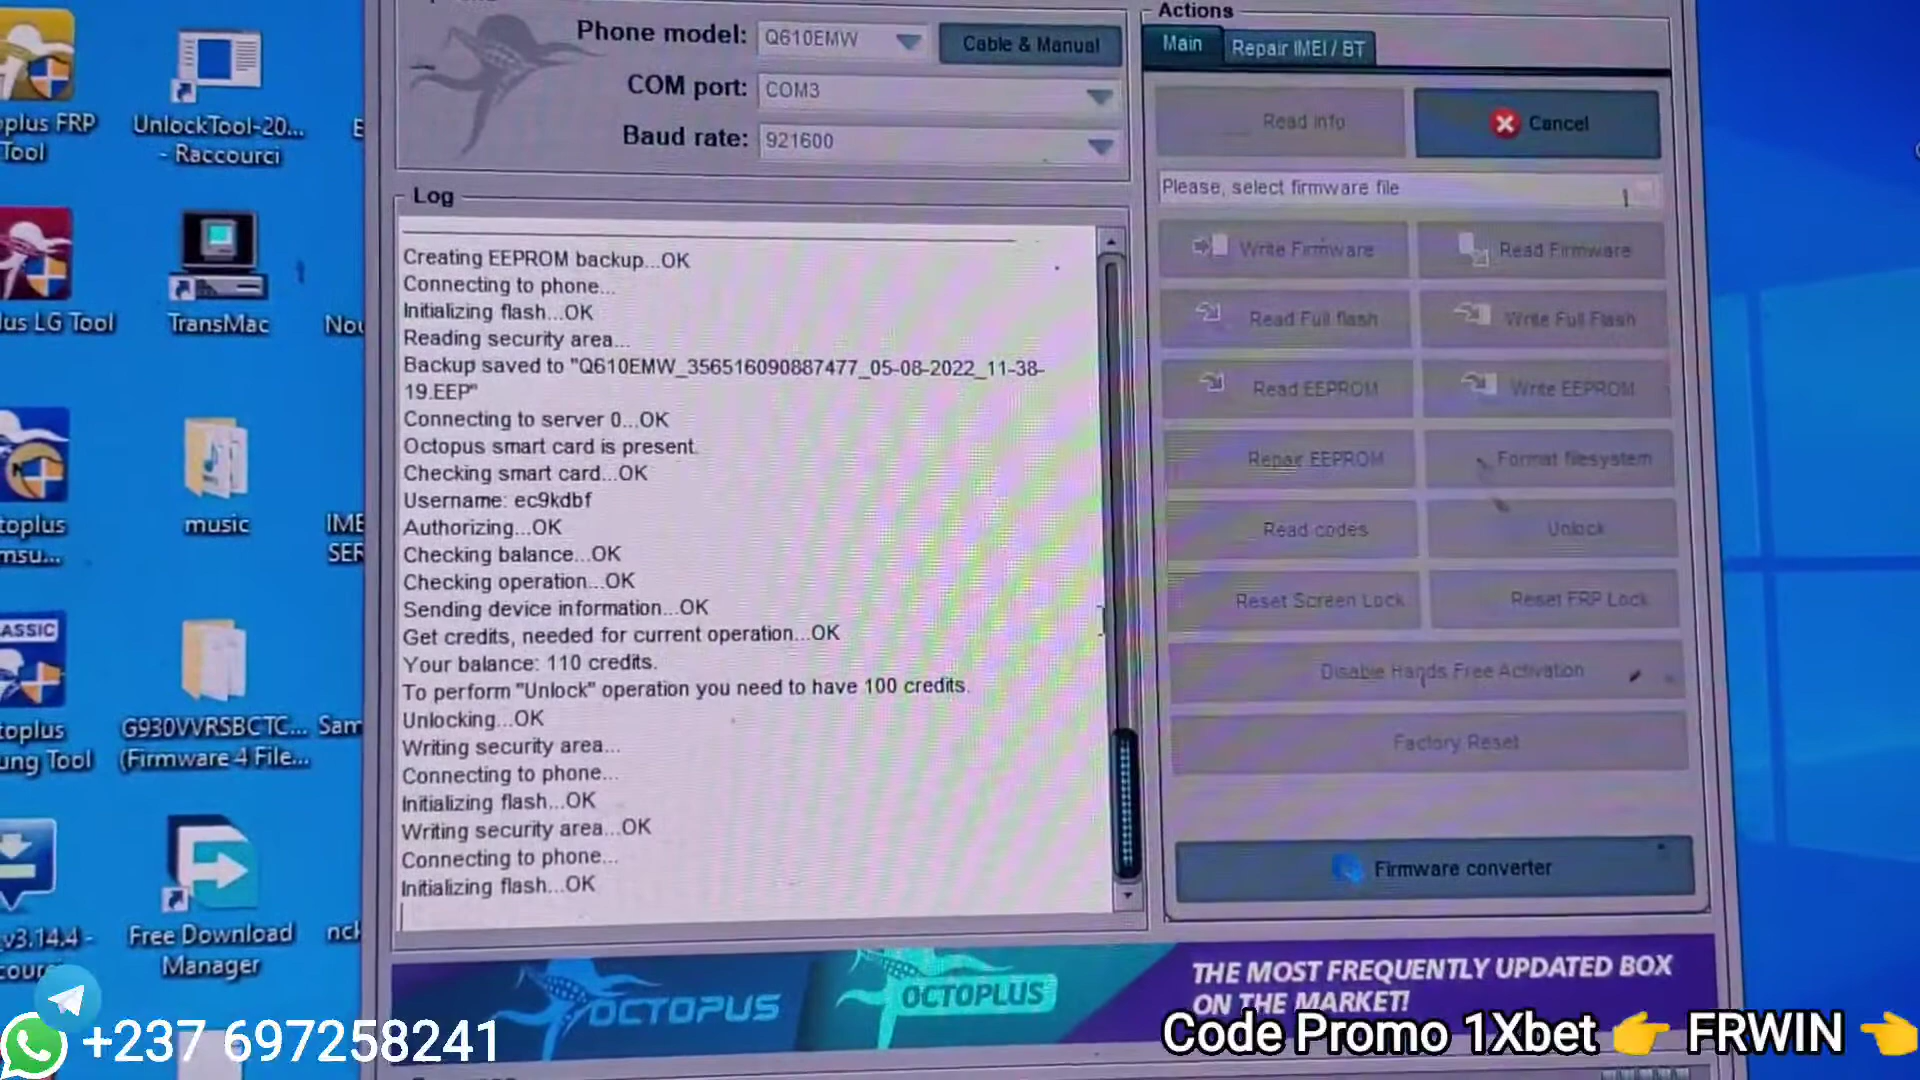 Phone model: Q610EMW Cable & Manual
COM port: COM3
Baud rate: 921600
Log
Creating EEPROM backup...OK
Connecting to phone...
Initializing flash...OK
Reading security area...
Backup saved to "Q610EMW_356516090887477_05-08-2022_11-38-
19.EEP"
Connecting to server 0...OK
Octopus smart card is present.
Checking smart card...OK
Username: ec9kdbf
Authorizing...OK
Checking balance...OK
Checking operation...OK
Sending device information...OK
Get credits, needed for current operation...OK
Your balance: 110 credits.
To perform "Unlock" operation you need to have 100 credits.
Unlocking...OK
Writing security area...
Connecting to phone...
Initializing flash...OK
Writing security area...OK
Connecting to phone...
Initializing flash...OK
Actions
Main Repair IMEI / BT
Read Info Cancel
Please, select firmware file
Write Firmware Read Firmware
Read Full flash Write Full Flash
Read EEPROM Write EEPROM
Repair EEPROM Format filesystem
Read codes Unlock
Reset Screen Lock Reset FRP Lock
Disable Hands Free Activation
Factory Reset
Firmware converter
OCTOPUS
OCTOPLUS
THE MOST FREQUENTLY UPDATED BOX
ON THE MARKET!
plus FRP
Tool
UnlockTool-20...
- Raccourci
us LG Tool
TransMac
Nou
toplus
msu...
music
IME
SER
ASSIC
toplus
ung Tool
G930VVRSBCTC...
(Firmware 4 File...
Sam
v3.14.4 -
cour
Free Download
Manager
nck
+237 697258241
Code Promo 1Xbet 👉 FRWIN 👈